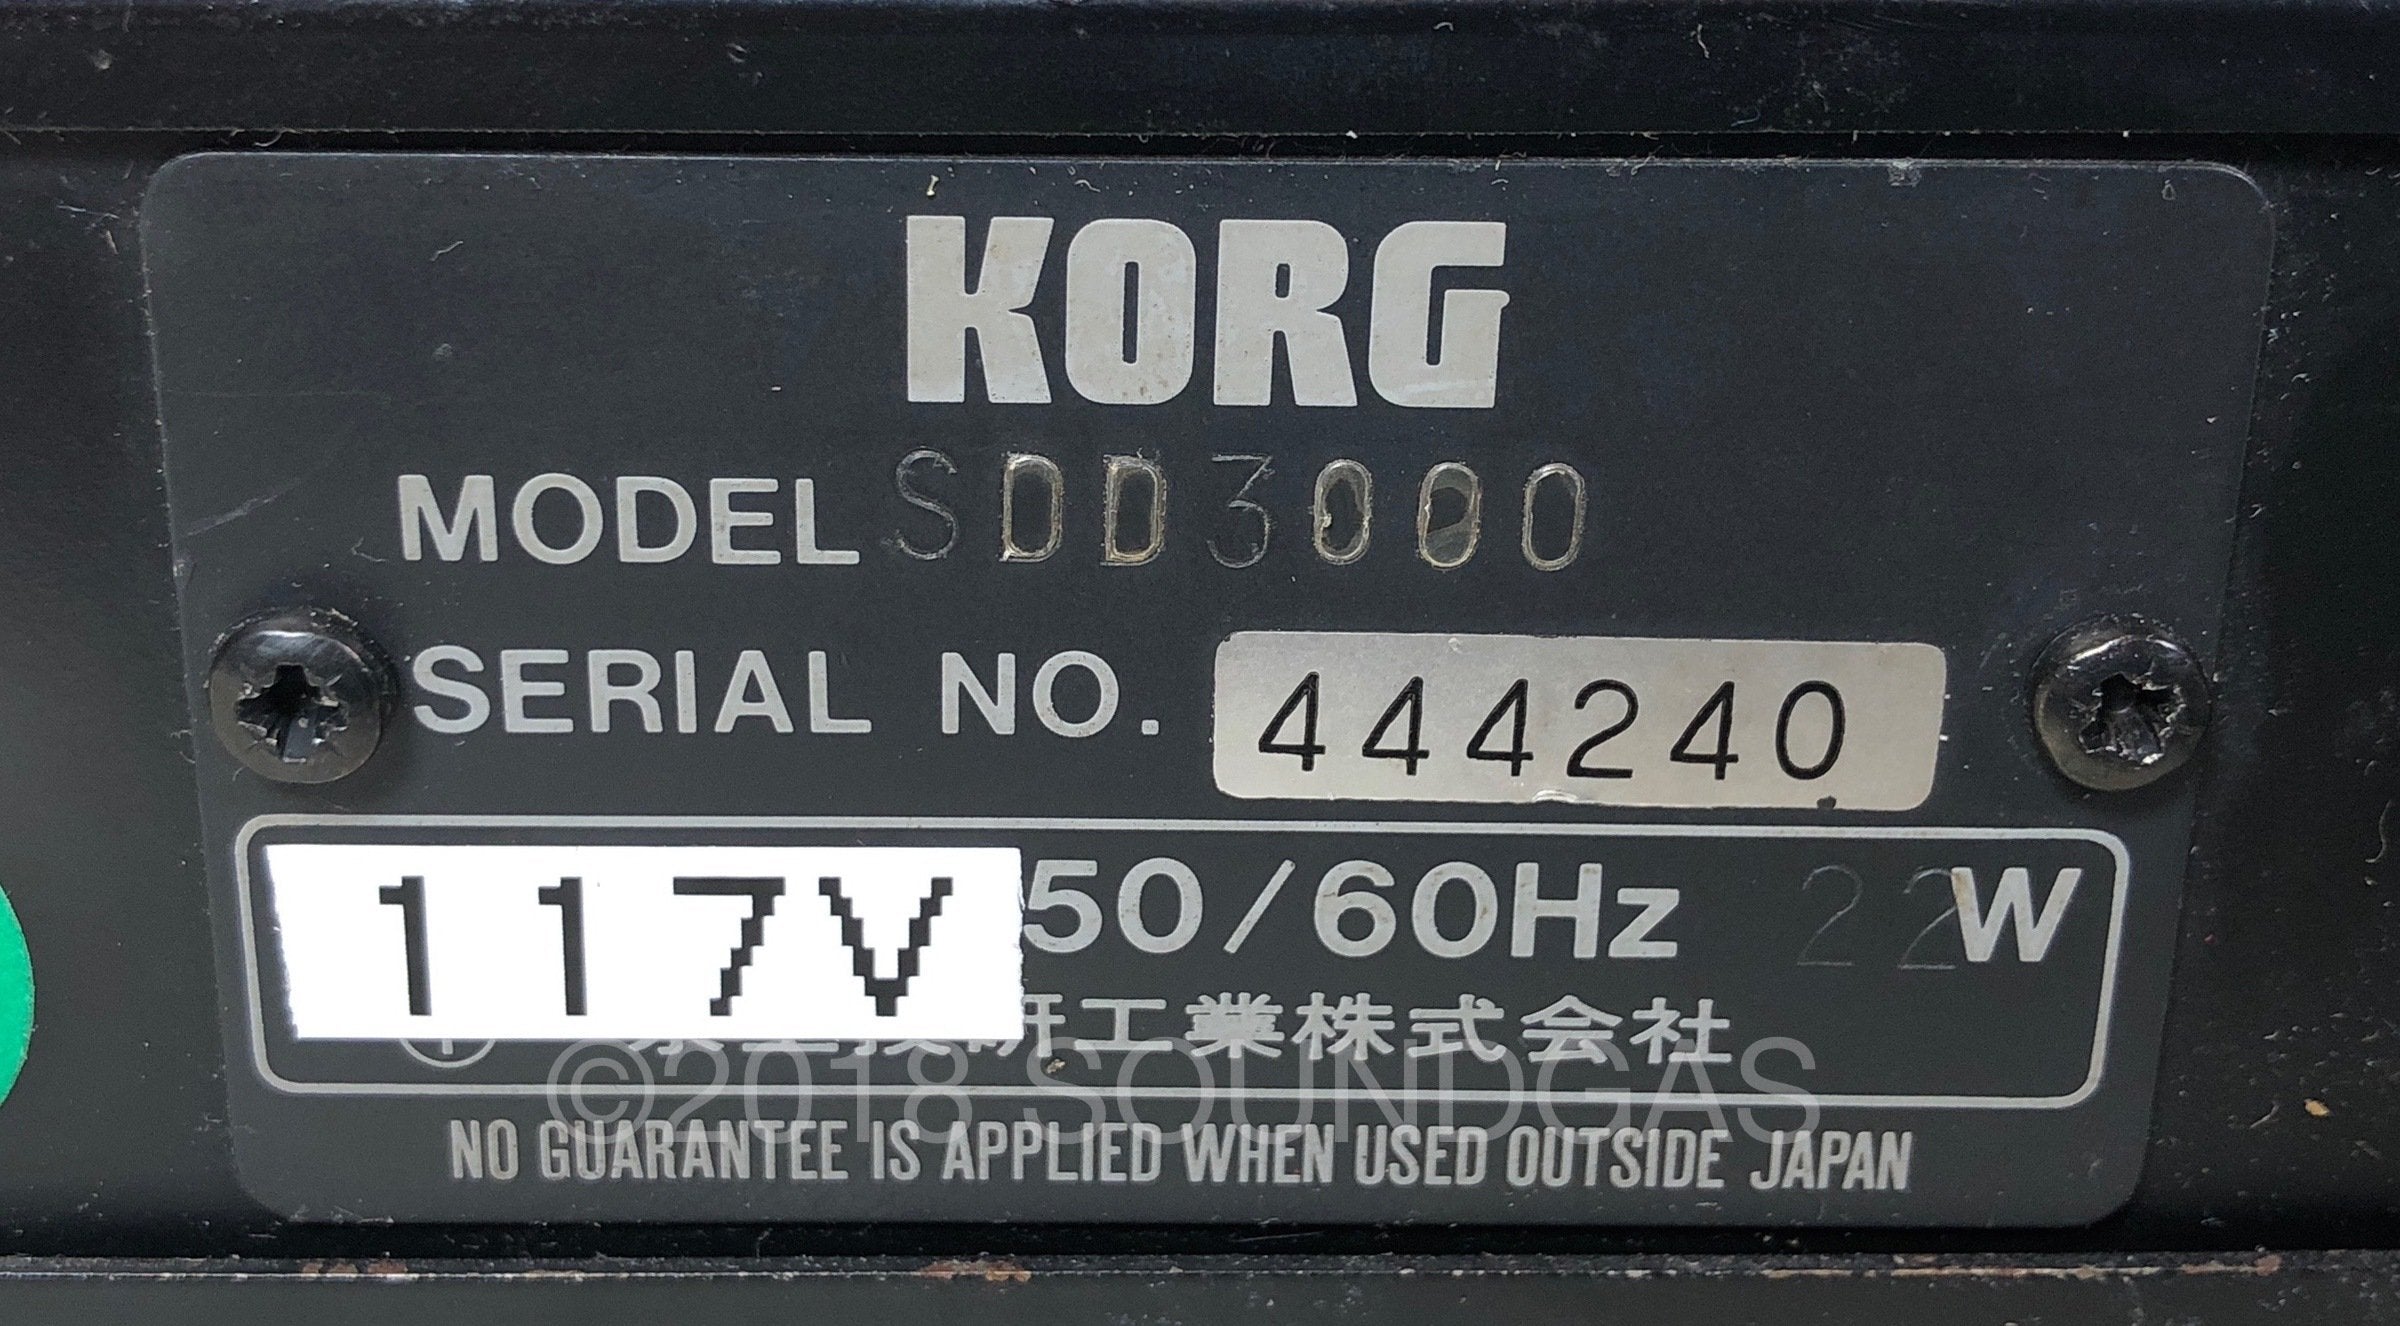 KORG
MODEL SDD3000
SERIAL NO. 444240
117V 50/60Hz 22W
工業株式会社
©2018 SOUNDGAS
NO GUARANTEE IS APPLIED WHEN USED OUTSIDE JAPAN